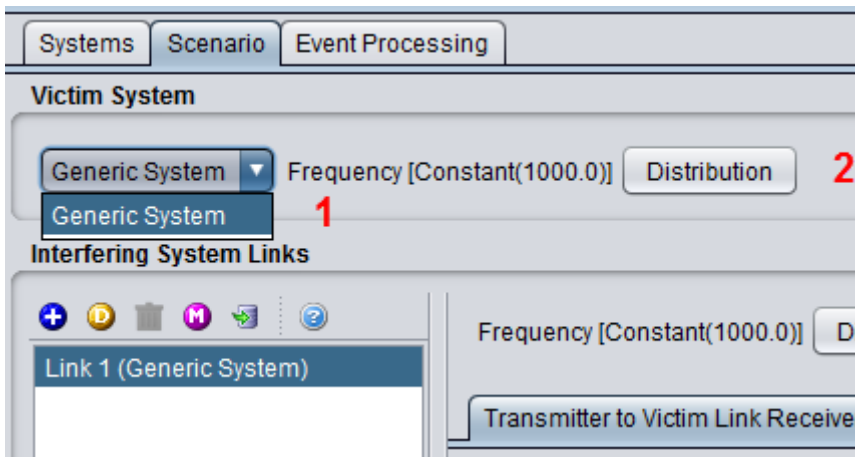 Systems Scenario Event Processing
Victim System
Generic System Frequency [Constant(1000.0)] Distribution 2
Generic System 1
Interfering System Links
D M ?
Frequency [Constant(1000.0)] D
Link 1 (Generic System)
Transmitter to Victim Link Receive